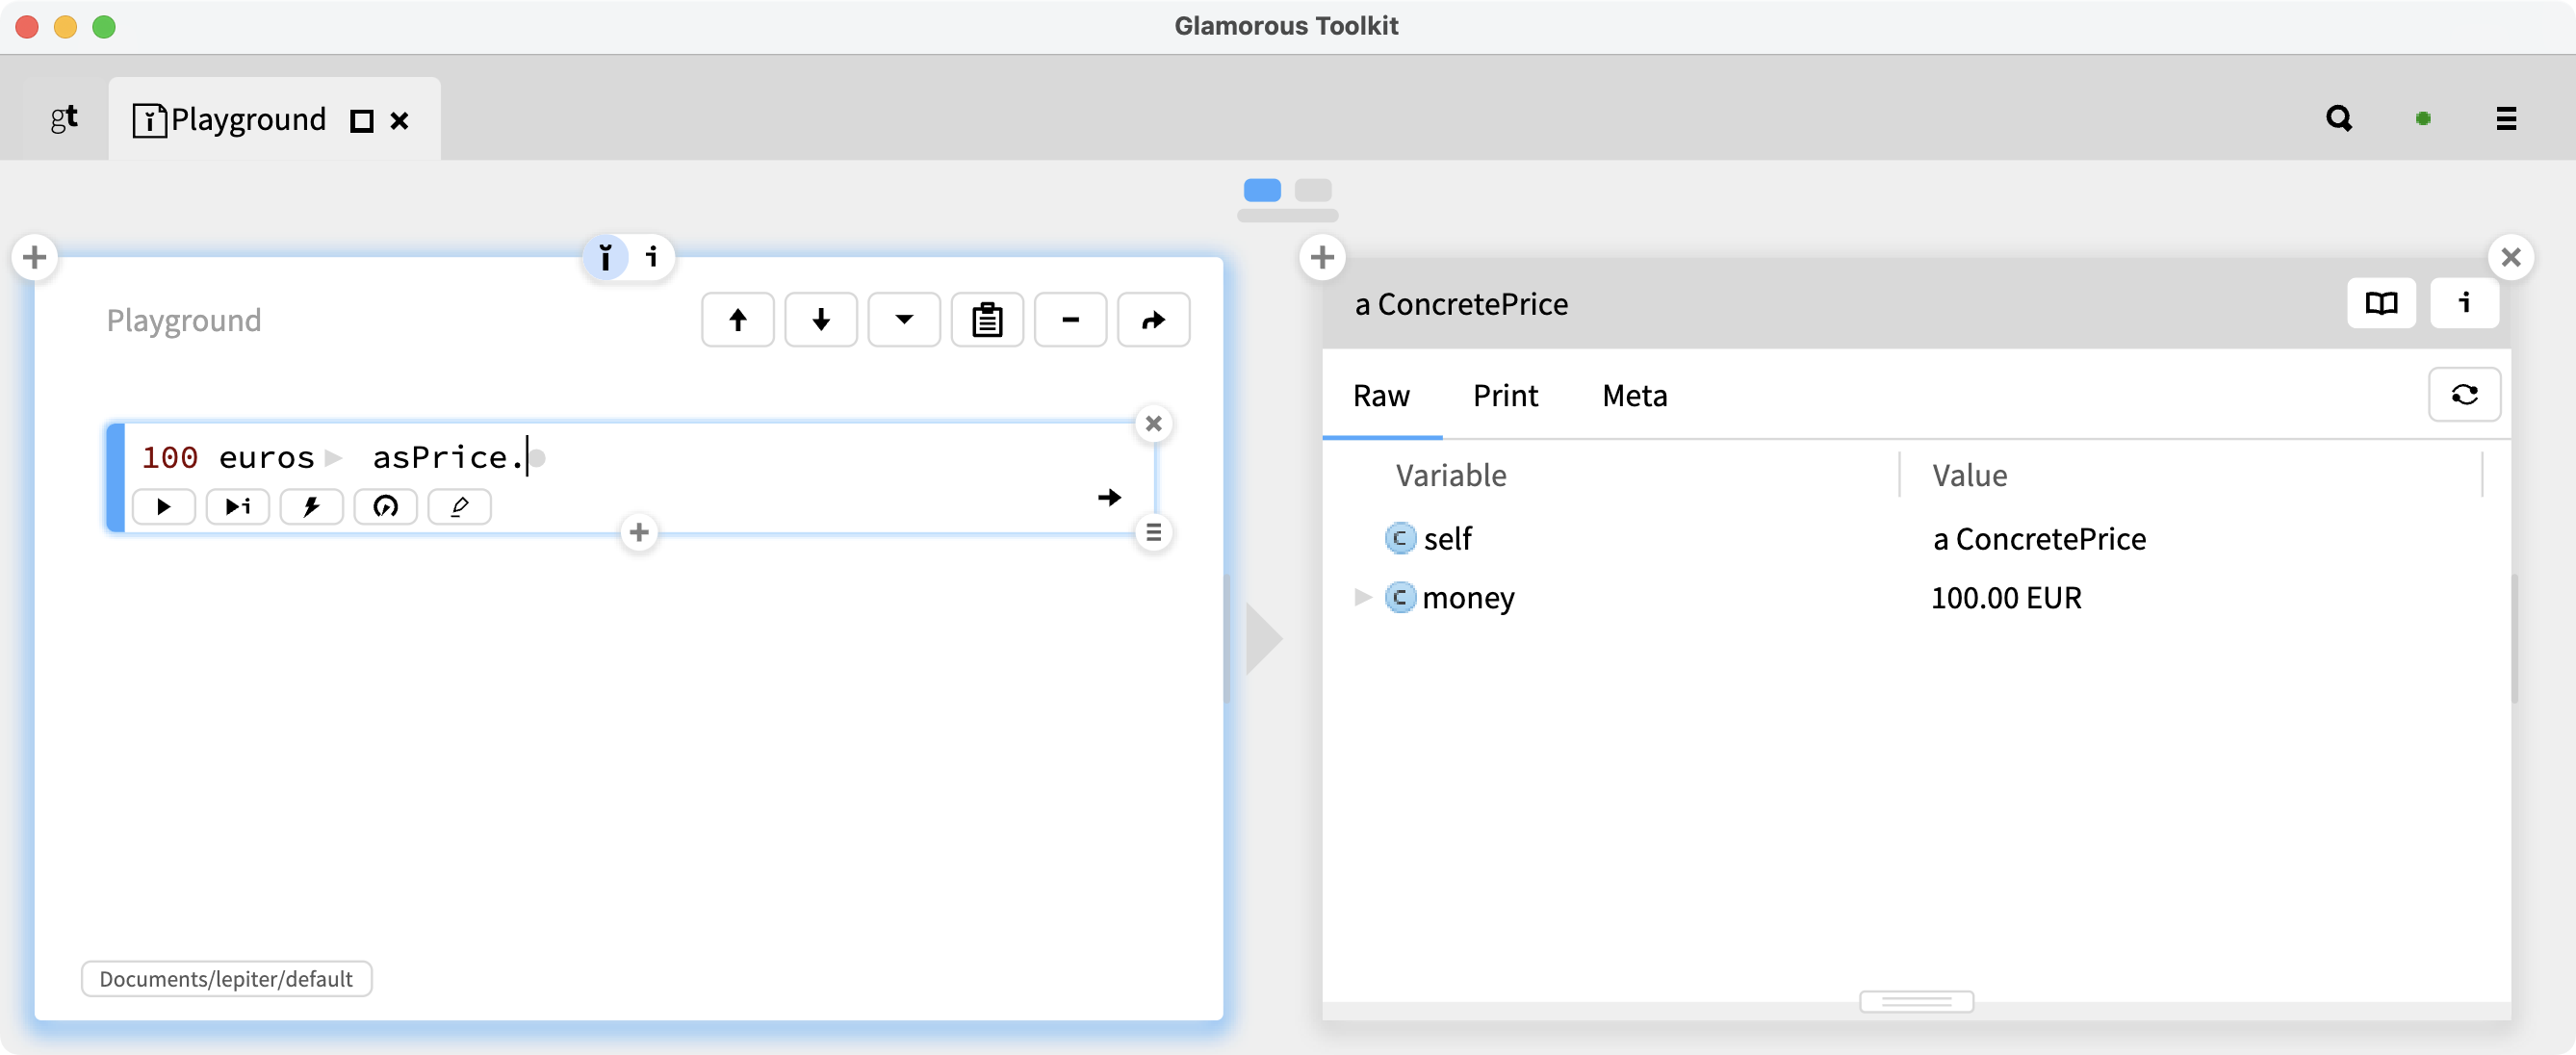 Glamorous Toolkit
gt
Playground
Playground
100 euros asPrice.
Documents/lepiter/default
a ConcretePrice
Raw Print Meta
Variable Value
self a ConcretePrice
money 100.00 EUR